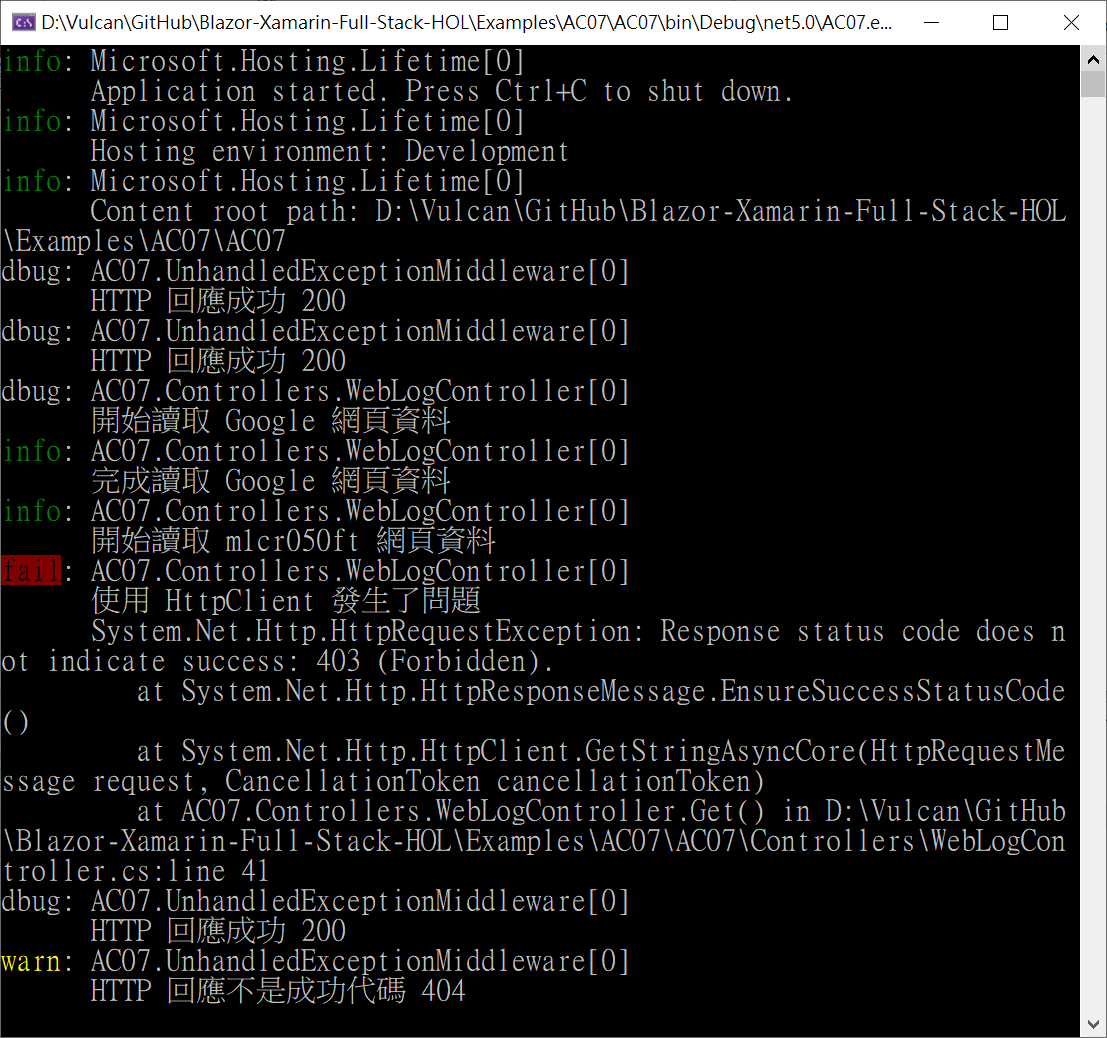 D:\Vulcan\GitHub\Blazor-Xamarin-Full-Stack-HOL\Examples\AC07\AC07\bin\Debug\net5.0\AC07.e...
info: Microsoft.Hosting.Lifetime[0]
Application started. Press Ctrl+C to shut down.
info: Microsoft.Hosting.Lifetime[0]
Hosting environment: Development
info: Microsoft.Hosting.Lifetime[0]
Content root path: D:\Vulcan\GitHub\Blazor-Xamarin-Full-Stack-HOL
\Examples\AC07\AC07
dbug: AC07.UnhandledExceptionMiddleware[0]
HTTP 回應成功 200
dbug: AC07.UnhandledExceptionMiddleware[0]
HTTP 回應成功 200
dbug: AC07.Controllers.WebLogController[0]
開始讀取 Google 網頁資料
info: AC07.Controllers.WebLogController[0]
完成讀取 Google 網頁資料
info: AC07.Controllers.WebLogController[0]
開始讀取 m1cr050ft 網頁資料
fail: AC07.Controllers.WebLogController[0]
使用 HttpClient 發生了問題
System.Net.Http.HttpRequestException: Response status code does n
ot indicate success: 403 (Forbidden).
at System.Net.Http.HttpResponseMessage.EnsureSuccessStatusCode
()
at System.Net.Http.HttpClient.GetStringAsyncCore(HttpRequestMe
ssage request, CancellationToken cancellationToken)
at AC07.Controllers.WebLogController.Get() in D:\Vulcan\GitHub
\Blazor-Xamarin-Full-Stack-HOL\Examples\AC07\AC07\Controllers\WebLogCon
troller.cs:line 41
dbug: AC07.UnhandledExceptionMiddleware[0]
HTTP 回應成功 200
warn: AC07.UnhandledExceptionMiddleware[0]
HTTP 回應不是成功代碼 404